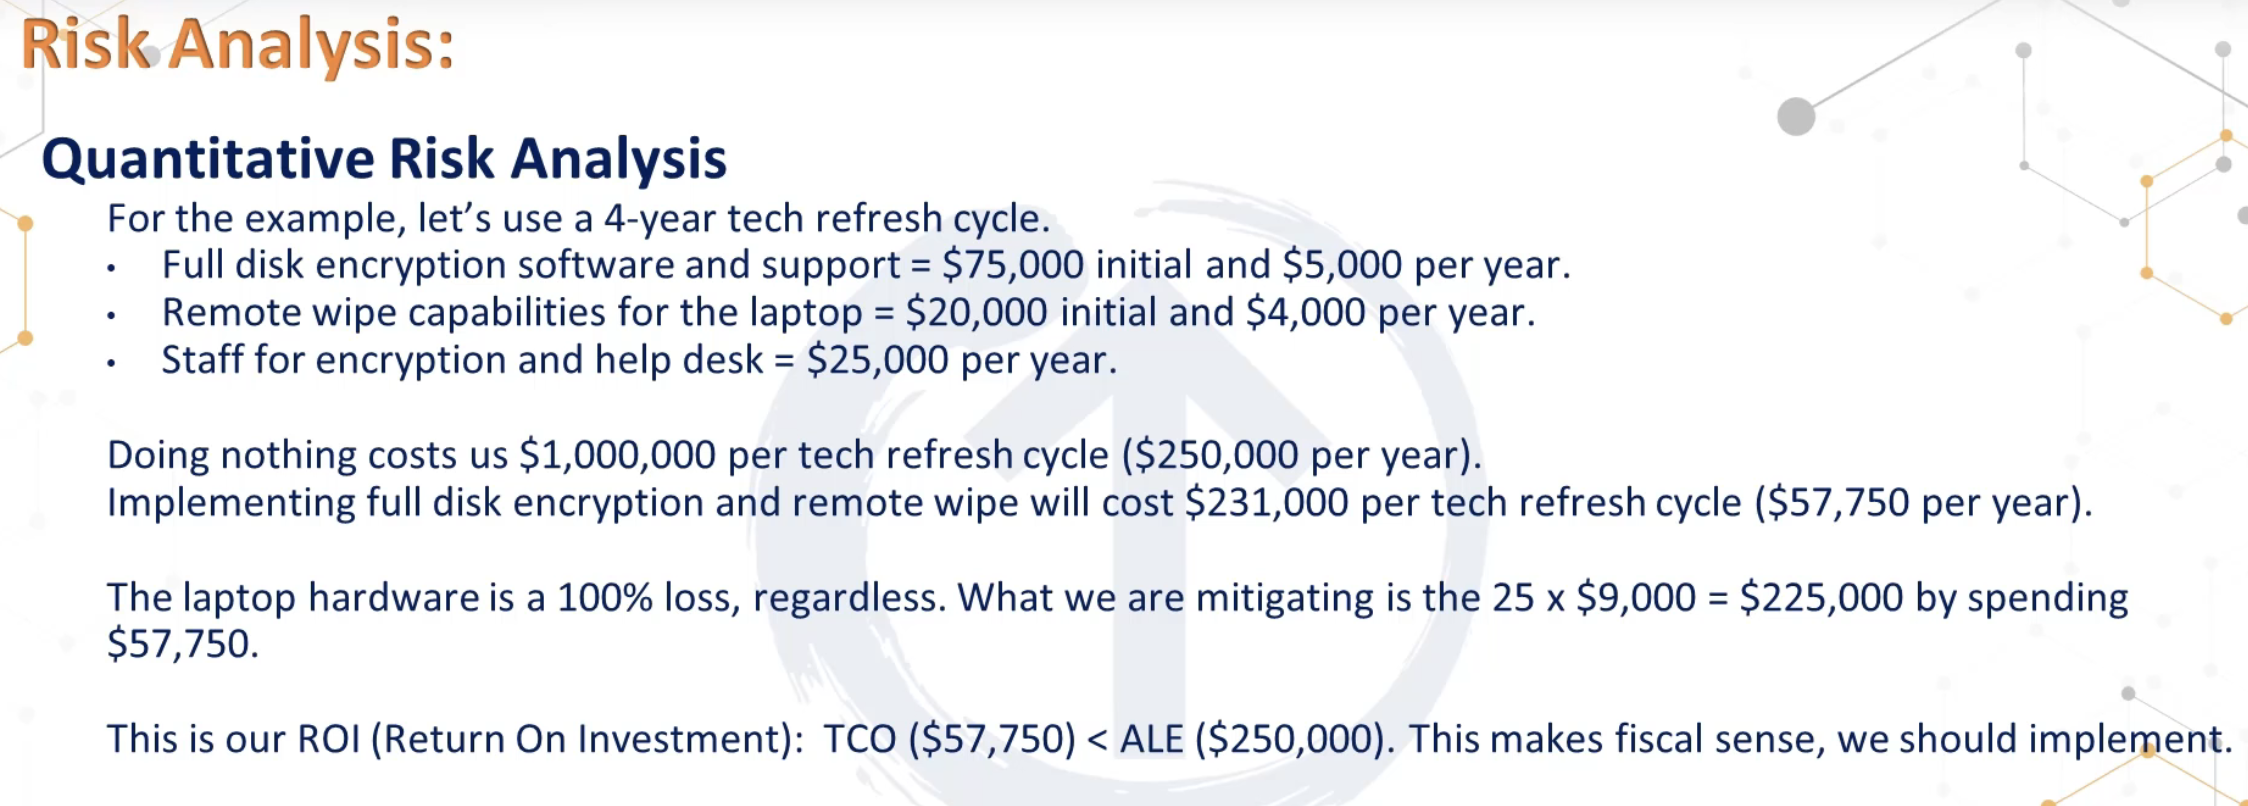 Risk Analysis:
Quantitative Risk Analysis
For the example, let’s use a 4-year tech refresh cycle.
• Full disk encryption software and support = $75,000 initial and $5,000 per year.
• Remote wipe capabilities for the laptop = $20,000 initial and $4,000 per year.
• Staff for encryption and help desk = $25,000 per year.
Doing nothing costs us $1,000,000 per tech refresh cycle ($250,000 per year).
Implementing full disk encryption and remote wipe will cost $231,000 per tech refresh cycle ($57,750 per year).
The laptop hardware is a 100% loss, regardless. What we are mitigating is the 25 x $9,000 = $225,000 by spending
$57,750.
This is our ROI (Return On Investment): TCO ($57,750) < ALE ($250,000). This makes fiscal sense, we should implement.